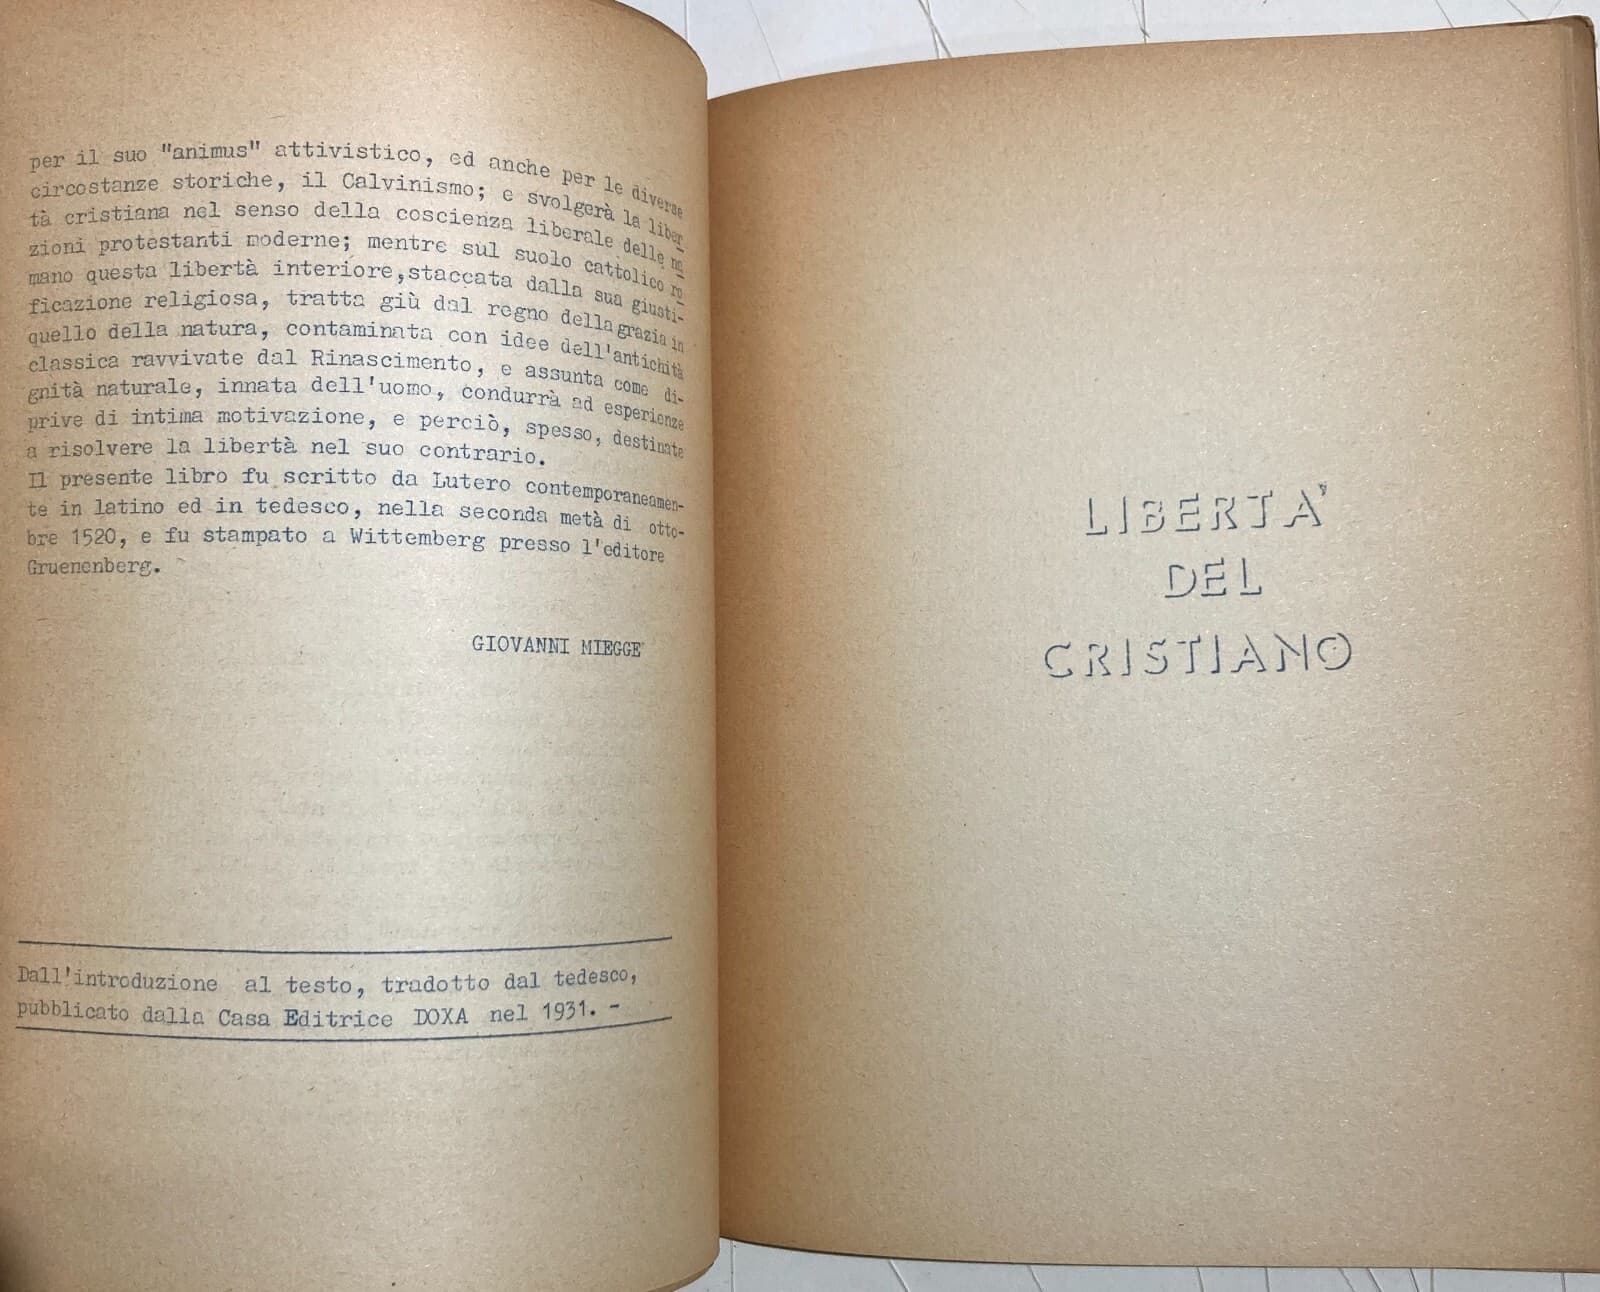 per il suo "animus" attivistico, ed anche per le diverse
circostanze storiche, il Calvinismo; e svolgerà la liber
tà cristiana nel senso della coscienza liberale delle na
zioni protestanti moderne; mentre sul suolo cattolico ro
mano questa libertà interiore,staccata dalla sua giusti-
ficazione religiosa, tratta giù dal regno della grazia in
quello della natura, contaminata con idee dell'antichità
classica ravvivate dal Rinascimento, e assunta come di-
gnità naturale, innata dell'uomo, condurrà ad esperienze
prive di intima motivazione, e perciò, spesso, destinate
a risolvere la libertà nel suo contrario.
Il presente libro fu scritto da Lutero contemporaneamen-
te in latino ed in tedesco, nella seconda metà di otto-
bre 1520, e fu stampato a Wittemberg presso l'editore
Gruenenberg.
GIOVANNI MIEGGE
Dall'introduzione al testo, tradotto dal tedesco,
pubblicato dalla Casa Editrice DOXA nel 1931. -
LIBERTA'
DEL
CRISTIANO